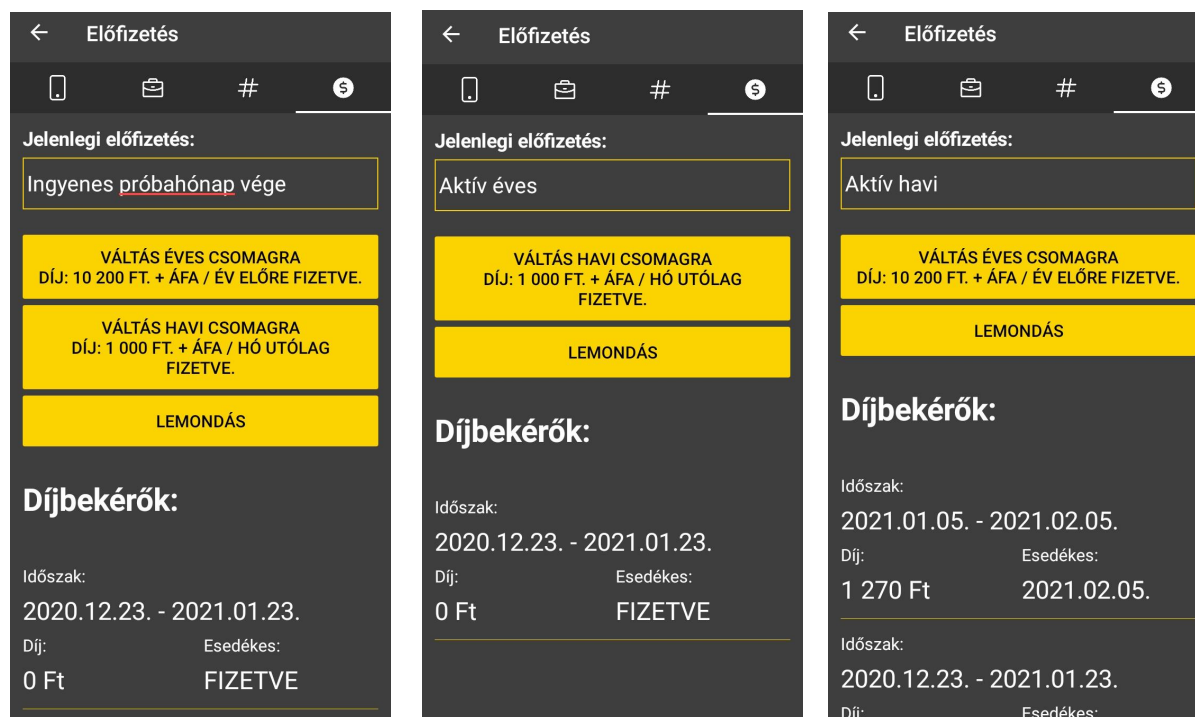 Előfizetés
#
$
Jelenlegi előfizetés:
Ingyenes próbahónap vége
VÁLTÁS ÉVES CSOMAGRA
DÍJ: 10 200 FT. + ÁFA / ÉV ELŐRE FIZETVE.
VÁLTÁS HAVI CSOMAGRA
DÍJ: 1 000 FT. + ÁFA / HÓ UTÓLAG
FIZETVE.
LEMONDÁS
Díjbekérők:
Időszak:
2020.12.23. - 2021.01.23.
Díj: Esedékes:
0 Ft FIZETVE
Előfizetés
#
$
Jelenlegi előfizetés:
Aktív éves
VÁLTÁS HAVI CSOMAGRA
DÍJ: 1 000 FT. + ÁFA / HÓ UTÓLAG
FIZETVE.
LEMONDÁS
Díjbekérők:
Időszak:
2020.12.23. - 2021.01.23.
Díj: Esedékes:
0 Ft FIZETVE
Előfizetés
#
$
Jelenlegi előfizetés:
Aktív havi
VÁLTÁS ÉVES CSOMAGRA
DÍJ: 10 200 FT. + ÁFA / ÉV ELŐRE FIZETVE.
LEMONDÁS
Díjbekérők:
Időszak:
2021.01.05. - 2021.02.05.
Díj: Esedékes:
1 270 Ft 2021.02.05.
Időszak:
2020.12.23. - 2021.01.23.
Díj: Esedékes: